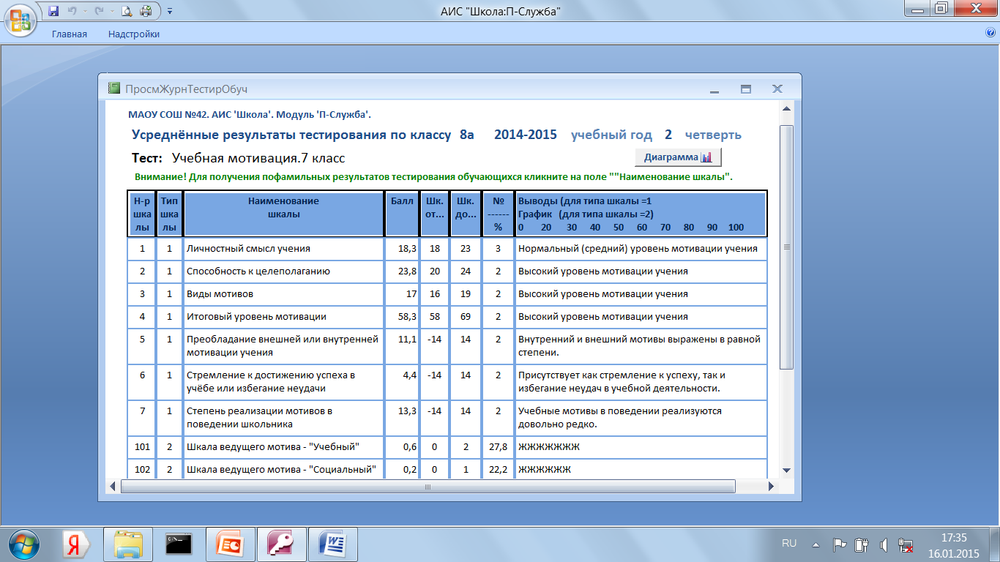 АИС "Школа:П-Служба"
Главная Надстройки
ПросмЖурнТестирОбуч
МАОУ СОШ №42. АИС 'Школа'. Модуль 'П-Служба'.
Усреднённые результаты тестирования по классу 8а 2014-2015 учебный год 2 четверть
Тест: Учебная мотивация.7 класс
Диаграмма
Внимание! Для получения пофамильных результатов тестирования обучающихся кликните на поле ""Наименование шкалы".
Н-р Тип Наименование Балл Шк. Шк. № Выводы (для типа шкалы =1
шка шка шкалы от... до... ------ График (для типа шкалы =2)
лы лы % 0 20 30 40 50 60 70 80 90 100
1 1 Личностный смысл учения 18,3 18 23 3 Нормальный (средний) уровень мотивации учения
2 1 Способность к целеполаганию 23,8 20 24 2 Высокий уровень мотивации учения
3 1 Виды мотивов 17 16 19 2 Высокий уровень мотивации учения
4 1 Итоговый уровень мотивации 58,3 58 69 2 Высокий уровень мотивации учения
5 1 Преобладание внешней или внутренней 11,1 -14 14 2 Внутренний и внешний мотивы выражены в равной
мотивации учения степени.
6 1 Стремление к достижению успеха в 4,4 -14 14 2 Присутствует как стремление к успеху, так и
учёбе или избегание неудачи избегание неудач в учебной деятельности.
7 1 Степень реализации мотивов в 13,3 -14 14 2 Учебные мотивы в поведении реализуются
поведении школьника довольно редко.
101 2 Шкала ведущего мотива - "Учебный" 0,6 0 2 27,8 ЖЖЖЖЖЖЖ
102 2 Шкала ведущего мотива - "Социальный" 0,2 0 1 22,2 ЖЖЖЖЖЖ
Я
C:\
RU
17:35
16.01.2015